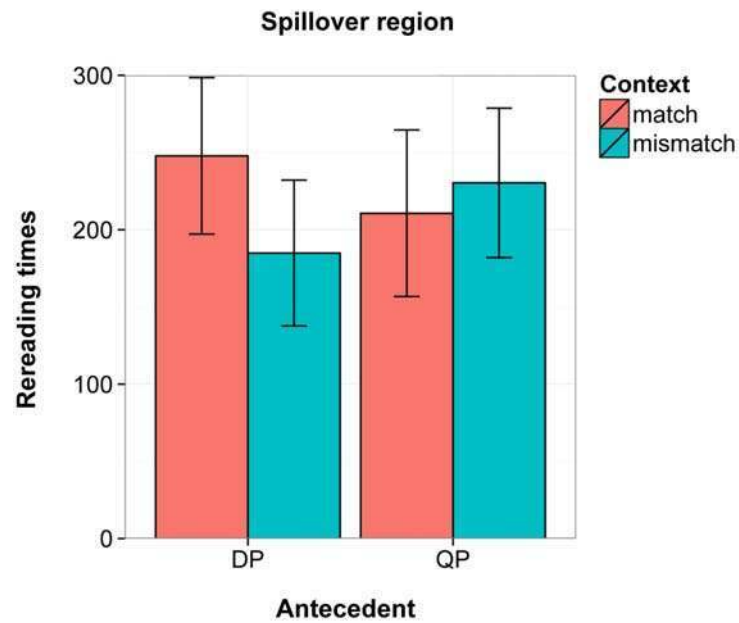 Spillover region
300
200
100
0
Rereading times
DP
QP
Antecedent
Context
match
mismatch